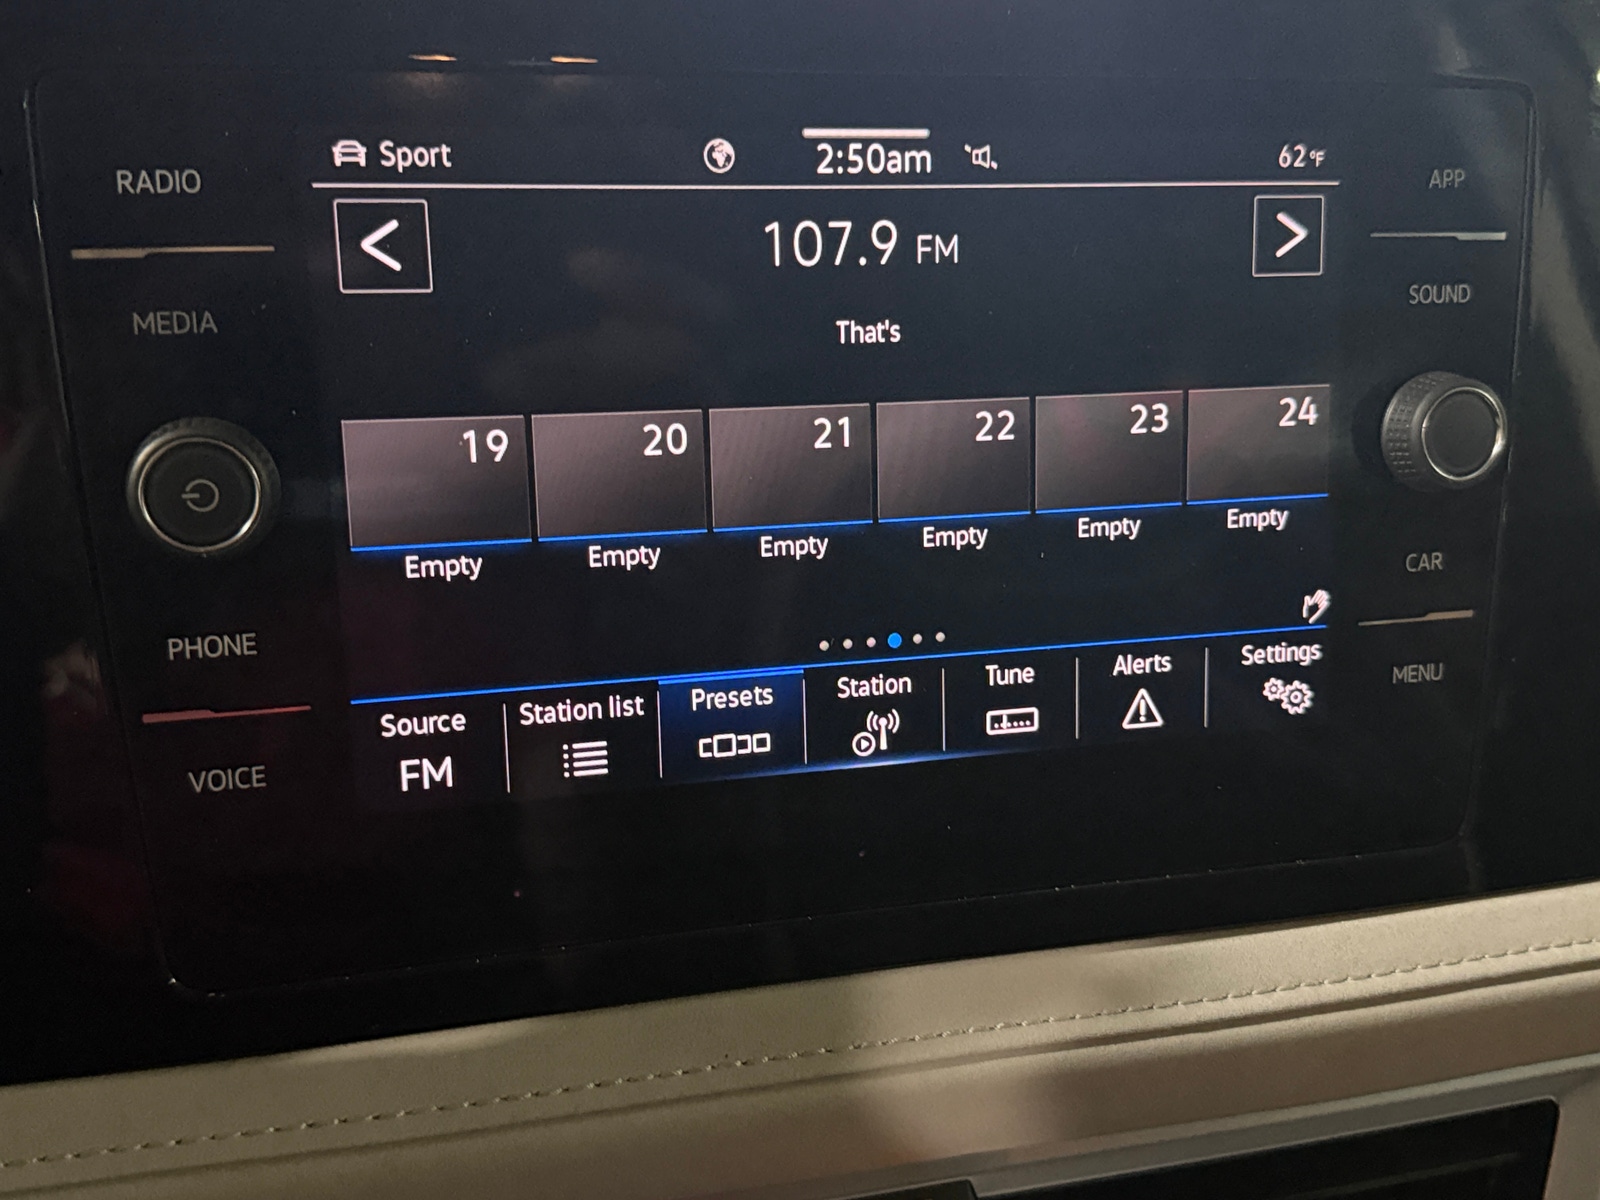 RADIO
MEDIA
PHONE
VOICE
Sport
2:50am
62°F
107.9 FM
That's
19
20
21
22
23
24
Empty
Empty
Empty
Empty
Empty
Empty
Source
FM
Station list
Presets
Station
Tune
Alerts
Settings
APP
SOUND
CAR
MENU